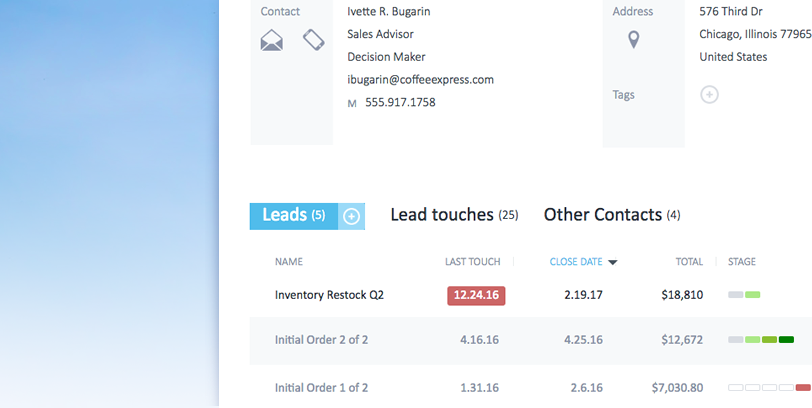 Contact
Ivette R. Bugarin
Sales Advisor
Decision Maker
ibugarin@coffeeexpress.com
M 555.917.1758
Address
576 Third Dr
Chicago, Illinois 77965
United States
Tags
Leads (5)
Lead touches (25)
Other Contacts (4)
NAME LAST TOUCH CLOSE DATE TOTAL STAGE
Inventory Restock Q2 12.24.16 2.19.17 $18,810
Initial Order 2 of 2 4.16.16 4.25.16 $12,672
Initial Order 1 of 2 1.31.16 2.6.16 $7,030.80